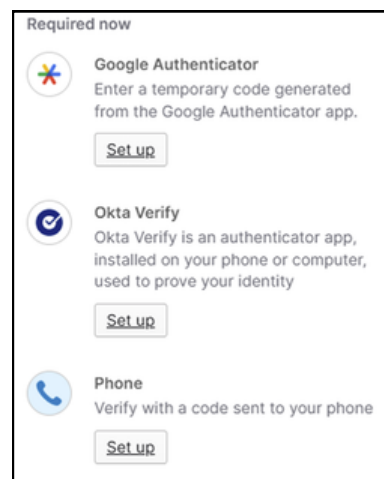 Required now
Google Authenticator
Enter a temporary code generated
from the Google Authenticator app.
Set up
Okta Verify
Okta Verify is an authenticator app,
installed on your phone or computer,
used to prove your identity
Set up
Phone
Verify with a code sent to your phone
Set up